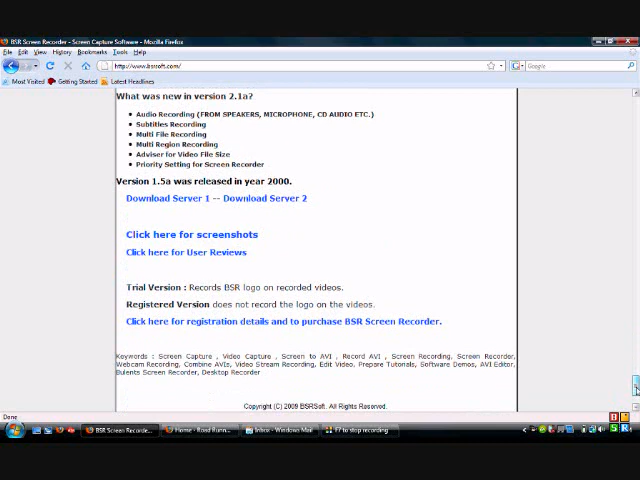 BSR Screen Recorder - Screen Capture Software - Mozilla Firefox
File Edit View History Bookmarks Tools Help
http://www.bsrsoft.com/
Google
Most Visited Getting Started Latest Headlines
What was new in version 2.1a?
• Audio Recording (FROM SPEAKERS, MICROPHONE, CD AUDIO ETC.)
• Subtitles Recording
• Multi File Recording
• Multi Region Recording
• Adviser for Video File Size
• Priority Setting for Screen Recorder
Version 1.5a was released in year 2000.
Download Server 1 -- Download Server 2
Click here for screenshots
Click here for User Reviews
Trial Version : Records BSR logo on recorded videos.
Registered Version does not record the logo on the videos.
Click here for registration details and to purchase BSR Screen Recorder.
Keywords : Screen Capture , Video Capture , Screen to AVI , Record AVI , Screen Recording, Screen Recorder,
Webcam Recording, Combine AVIs, Video Stream Recording, Edit Video, Prepare Tutorials, Software Demos, AVI Editor,
Bulents Screen Recorder, Desktop Recorder
Copyright (C) 2009 BSRSoft. All Rights Reserved.
Done
BSR Screen Recorde... Home - Road Runn... Inbox - Windows Mail F7 to stop recording